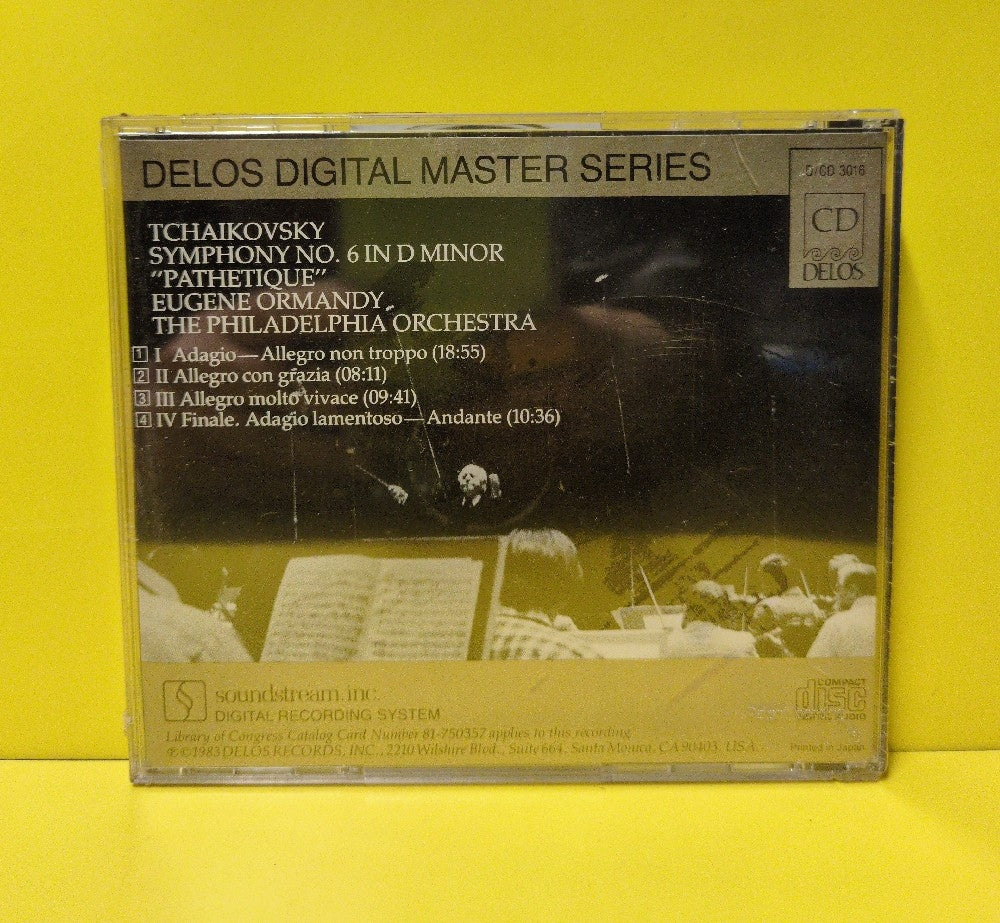 DELOS DIGITAL MASTER SERIES
D/CD 3016
CD
DELOS
TCHAIKOVSKY
SYMPHONY NO. 6 IN D MINOR
"PATHETIQUE"
EUGENE ORMANDY
THE PHILADELPHIA ORCHESTRA
1 I Adagio—Allegro non troppo (18:55)
2 II Allegro con grazia (08:11)
3 III Allegro molto vivace (09:41)
4 IV Finale. Adagio lamentoso—Andante (10:36)
soundstream, inc.
DIGITAL RECORDING SYSTEM
COMPACT
disc
DIGITAL AUDIO
Library of Congress Catalog Card Number 81-750357 applies to this recording.
℗©1983 DELOS RECORDS, INC., 2210 Wilshire Blvd., Suite 664, Santa Monica, CA 90403, USA
Printed in Japan